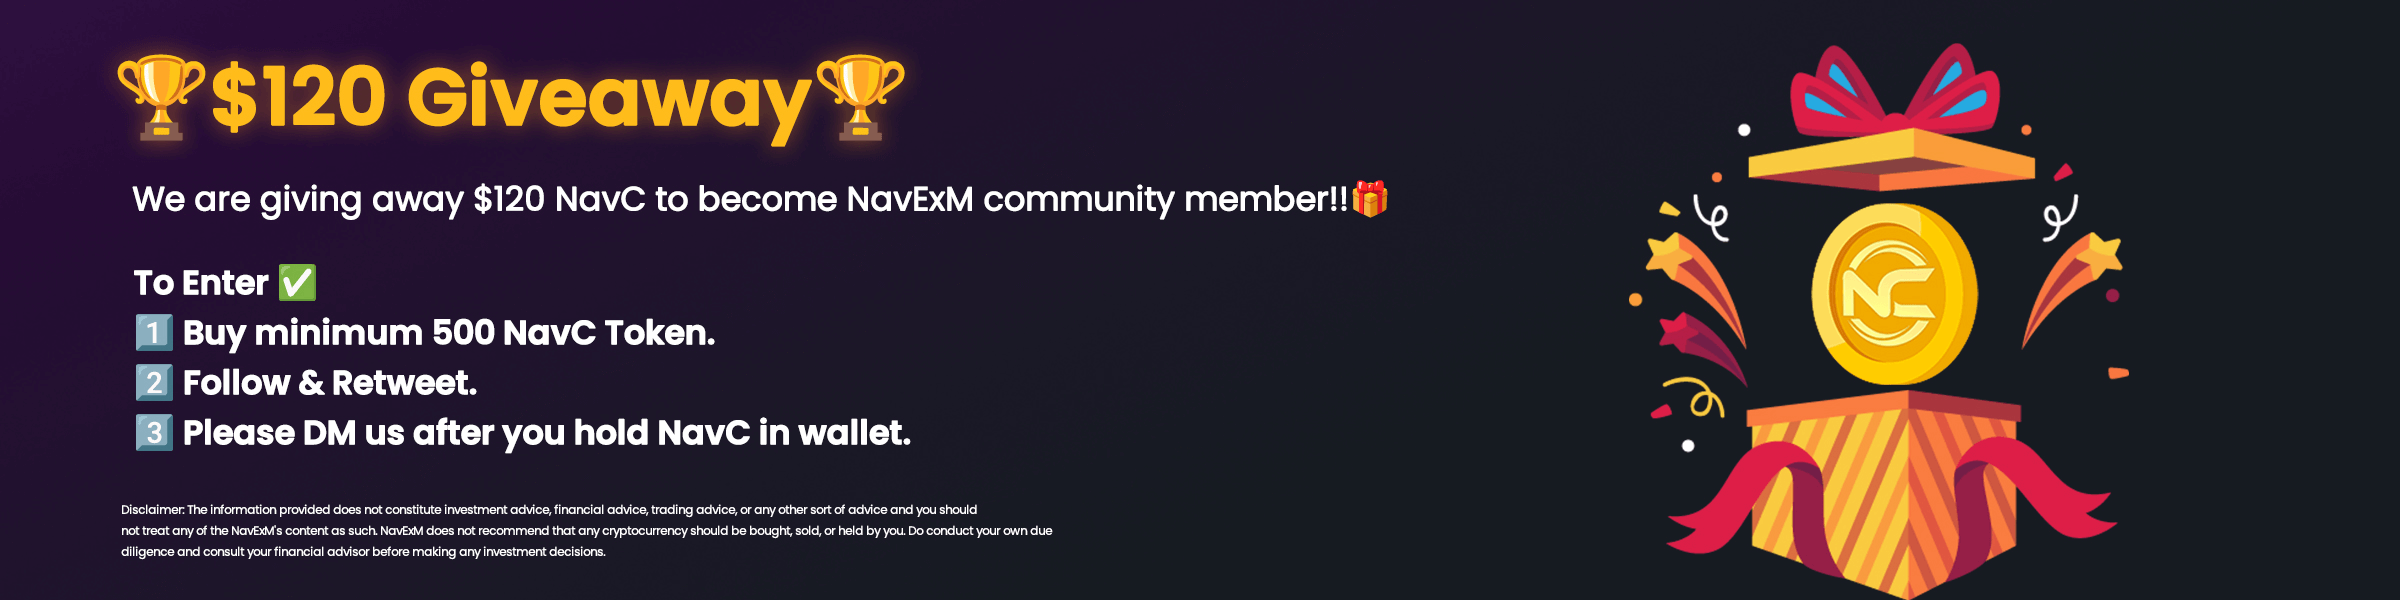 🏆$120 Giveaway🏆
We are giving away $120 NavC to become NavExM community member!!🎁
To Enter ✅
1️⃣ Buy minimum 500 NavC Token.
2️⃣ Follow & Retweet.
3️⃣ Please DM us after you hold NavC in wallet.
Disclaimer: The information provided does not constitute investment advice, financial advice, trading advice, or any other sort of advice and you should
not treat any of the NavExM's content as such. NavExM does not recommend that any cryptocurrency should be bought, sold, or held by you. Do conduct your own due
diligence and consult your financial advisor before making any investment decisions.
NC